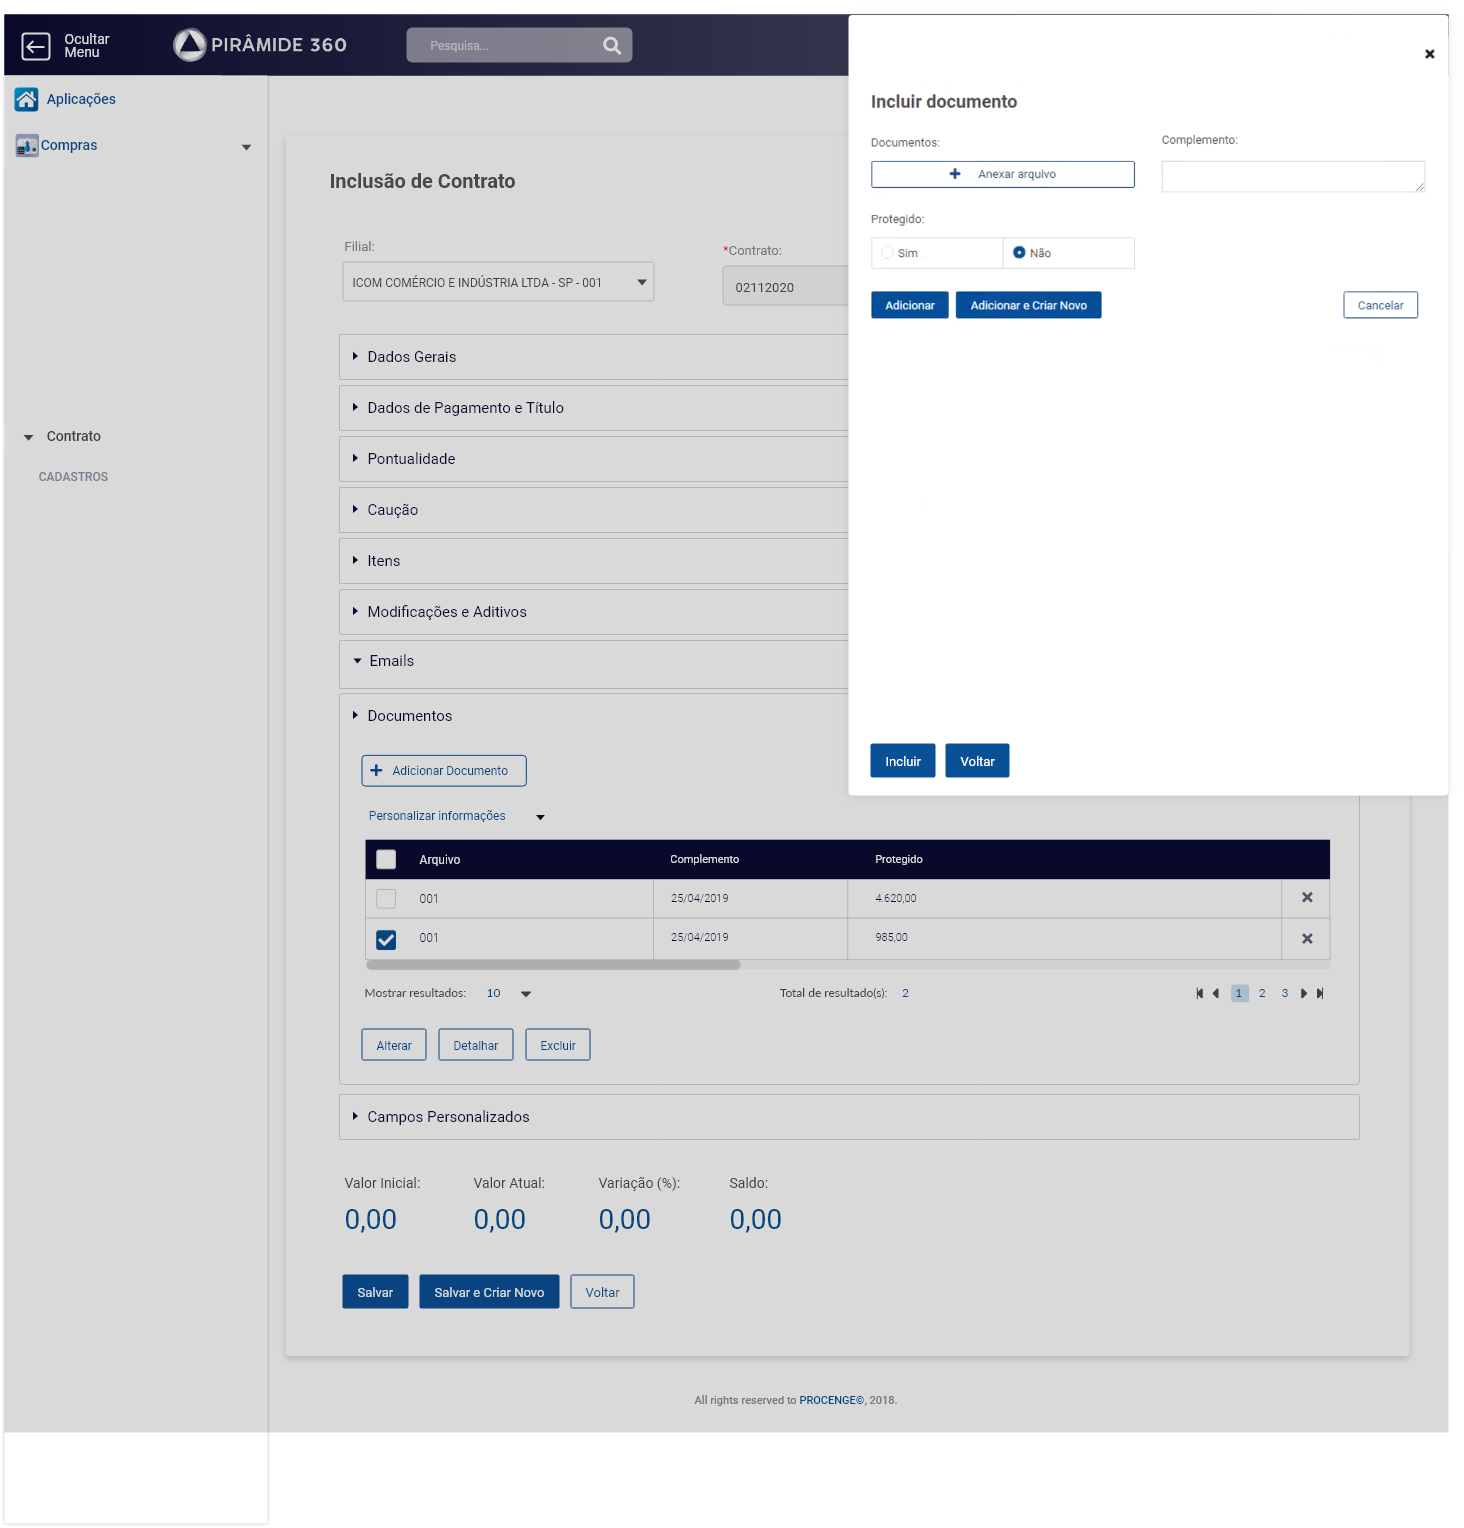 Ocultar
Menu
PIRÂMIDE 360
Pesquisa...
Aplicações
Compras
Contrato
CADASTROS
Inclusão de Contrato
Filial:
*Contrato:
ICOM COMÉRCIO E INDÚSTRIA LTDA - SP - 001
02112020
Dados Gerais
Dados de Pagamento e Título
Pontualidade
Caução
Itens
Modificações e Aditivos
Emails
Documentos
Adicionar Documento
Personalizar informações
Arquivo Complemento Protegido
001 25/04/2019 4.620,00
001 25/04/2019 985,00
Mostrar resultados: 10 Total de resultado(s): 2 1 2 3
Alterar Detalhar Excluir
Campos Personalizados
Valor Inicial: Valor Atual: Variação (%): Saldo:
0,00 0,00 0,00 0,00
Salvar Salvar e Criar Novo Voltar
All rights reserved to PROCENGE©, 2018.
Incluir documento
Documentos: Complemento:
Anexar arquivo
Protegido:
Sim Não
Adicionar Adicionar e Criar Novo Cancelar
Incluir Voltar